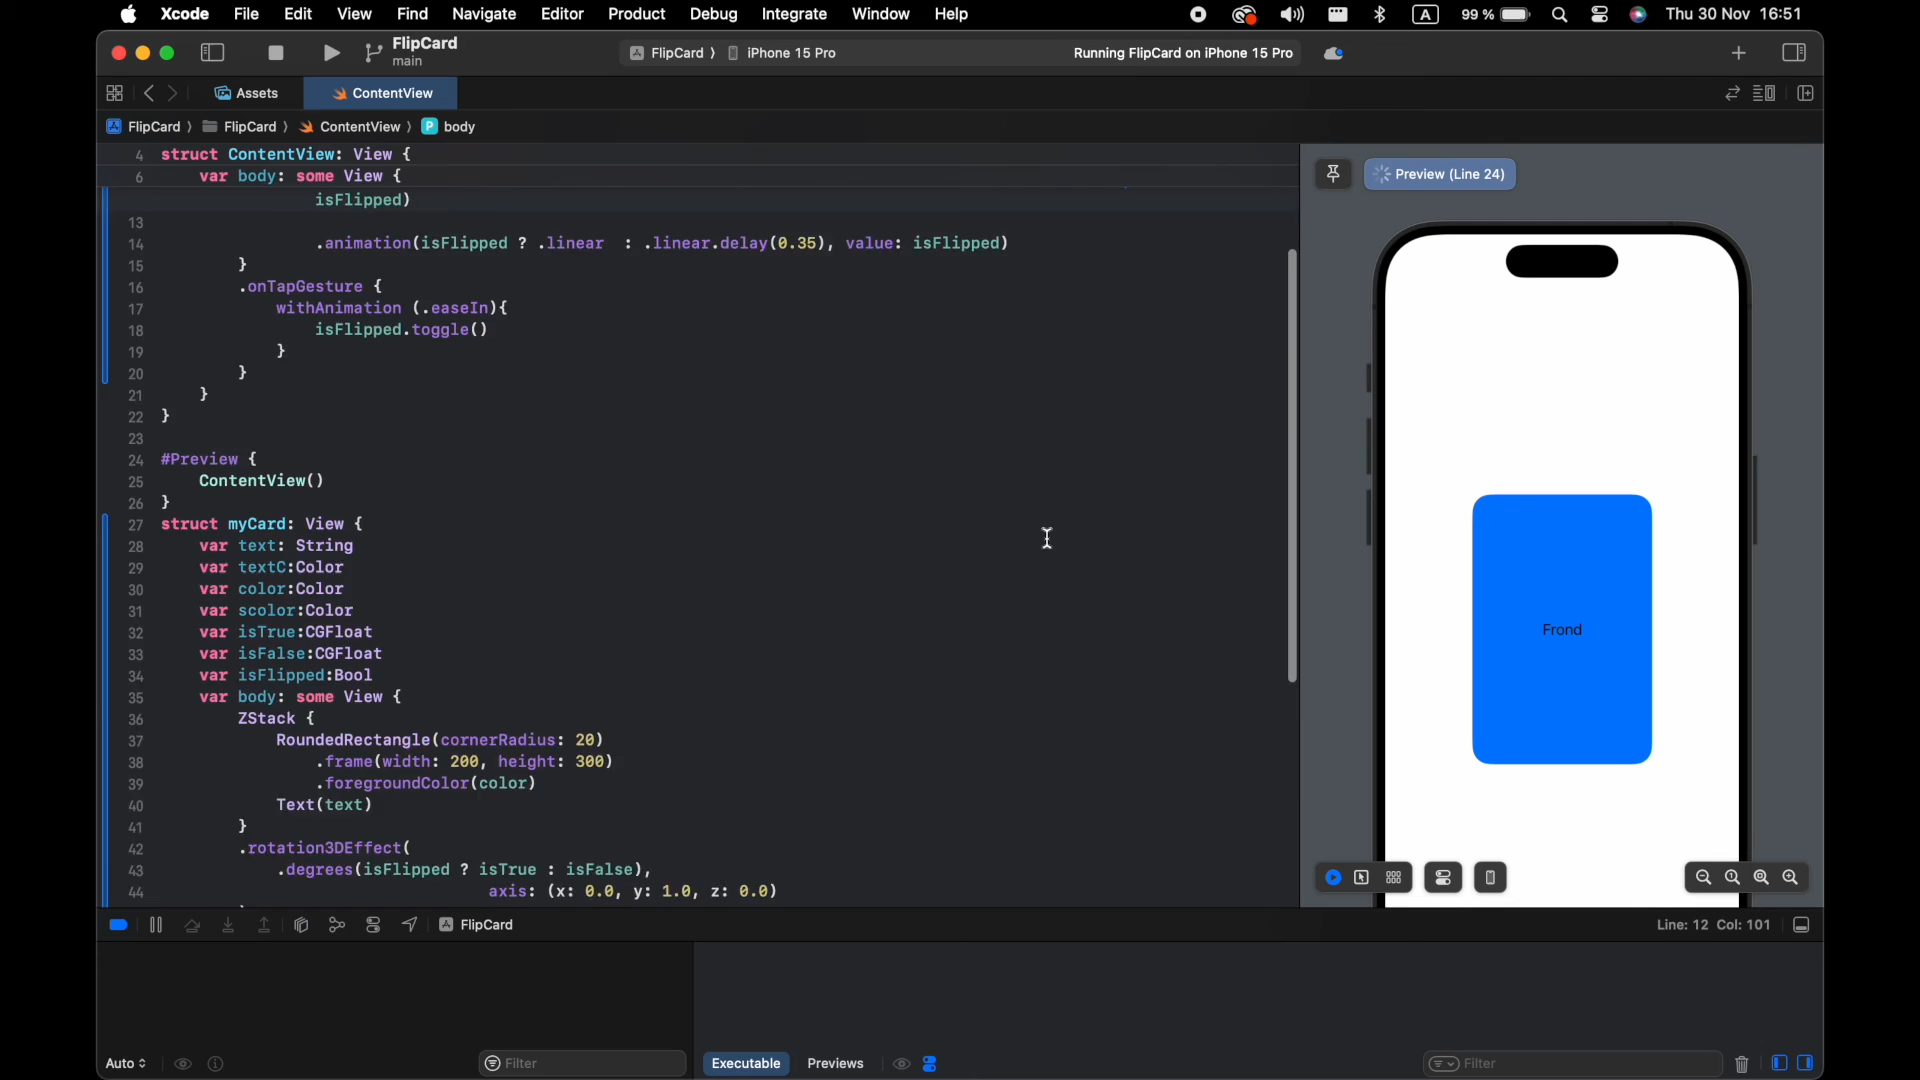 Xcode File Edit View Find Navigate Editor Product Debug Integrate Window Help A 99 % Thu 30 Nov 16:51
FlipCard
main
FlipCard ⟩ iPhone 15 Pro Running FlipCard on iPhone 15 Pro
Assets ContentView
FlipCard ⟩ FlipCard ⟩ ContentView ⟩ P body
4 struct ContentView: View {
6 var body: some View {
isFlipped)
13
14 .animation(isFlipped ? .linear : .linear.delay(0.35), value: isFlipped)
15 }
16 .onTapGesture {
17 withAnimation (.easeIn){
18 isFlipped.toggle()
19 }
20 }
21 }
22 }
23
24 #Preview {
25 ContentView()
26 }
27 struct myCard: View {
28 var text: String
29 var textC:Color
30 var color:Color
31 var scolor:Color
32 var isTrue:CGFloat
33 var isFalse:CGFloat
34 var isFlipped:Bool
35 var body: some View {
36 ZStack {
37 RoundedRectangle(cornerRadius: 20)
38 .frame(width: 200, height: 300)
39 .foregroundColor(color)
40 Text(text)
41 }
42 .rotation3DEffect(
43 .degrees(isFlipped ? isTrue : isFalse),
44 axis: (x: 0.0, y: 1.0, z: 0.0)
Preview (Line 24)
Frond
FlipCard Line: 12 Col: 101
Auto Filter Executable Previews Filter